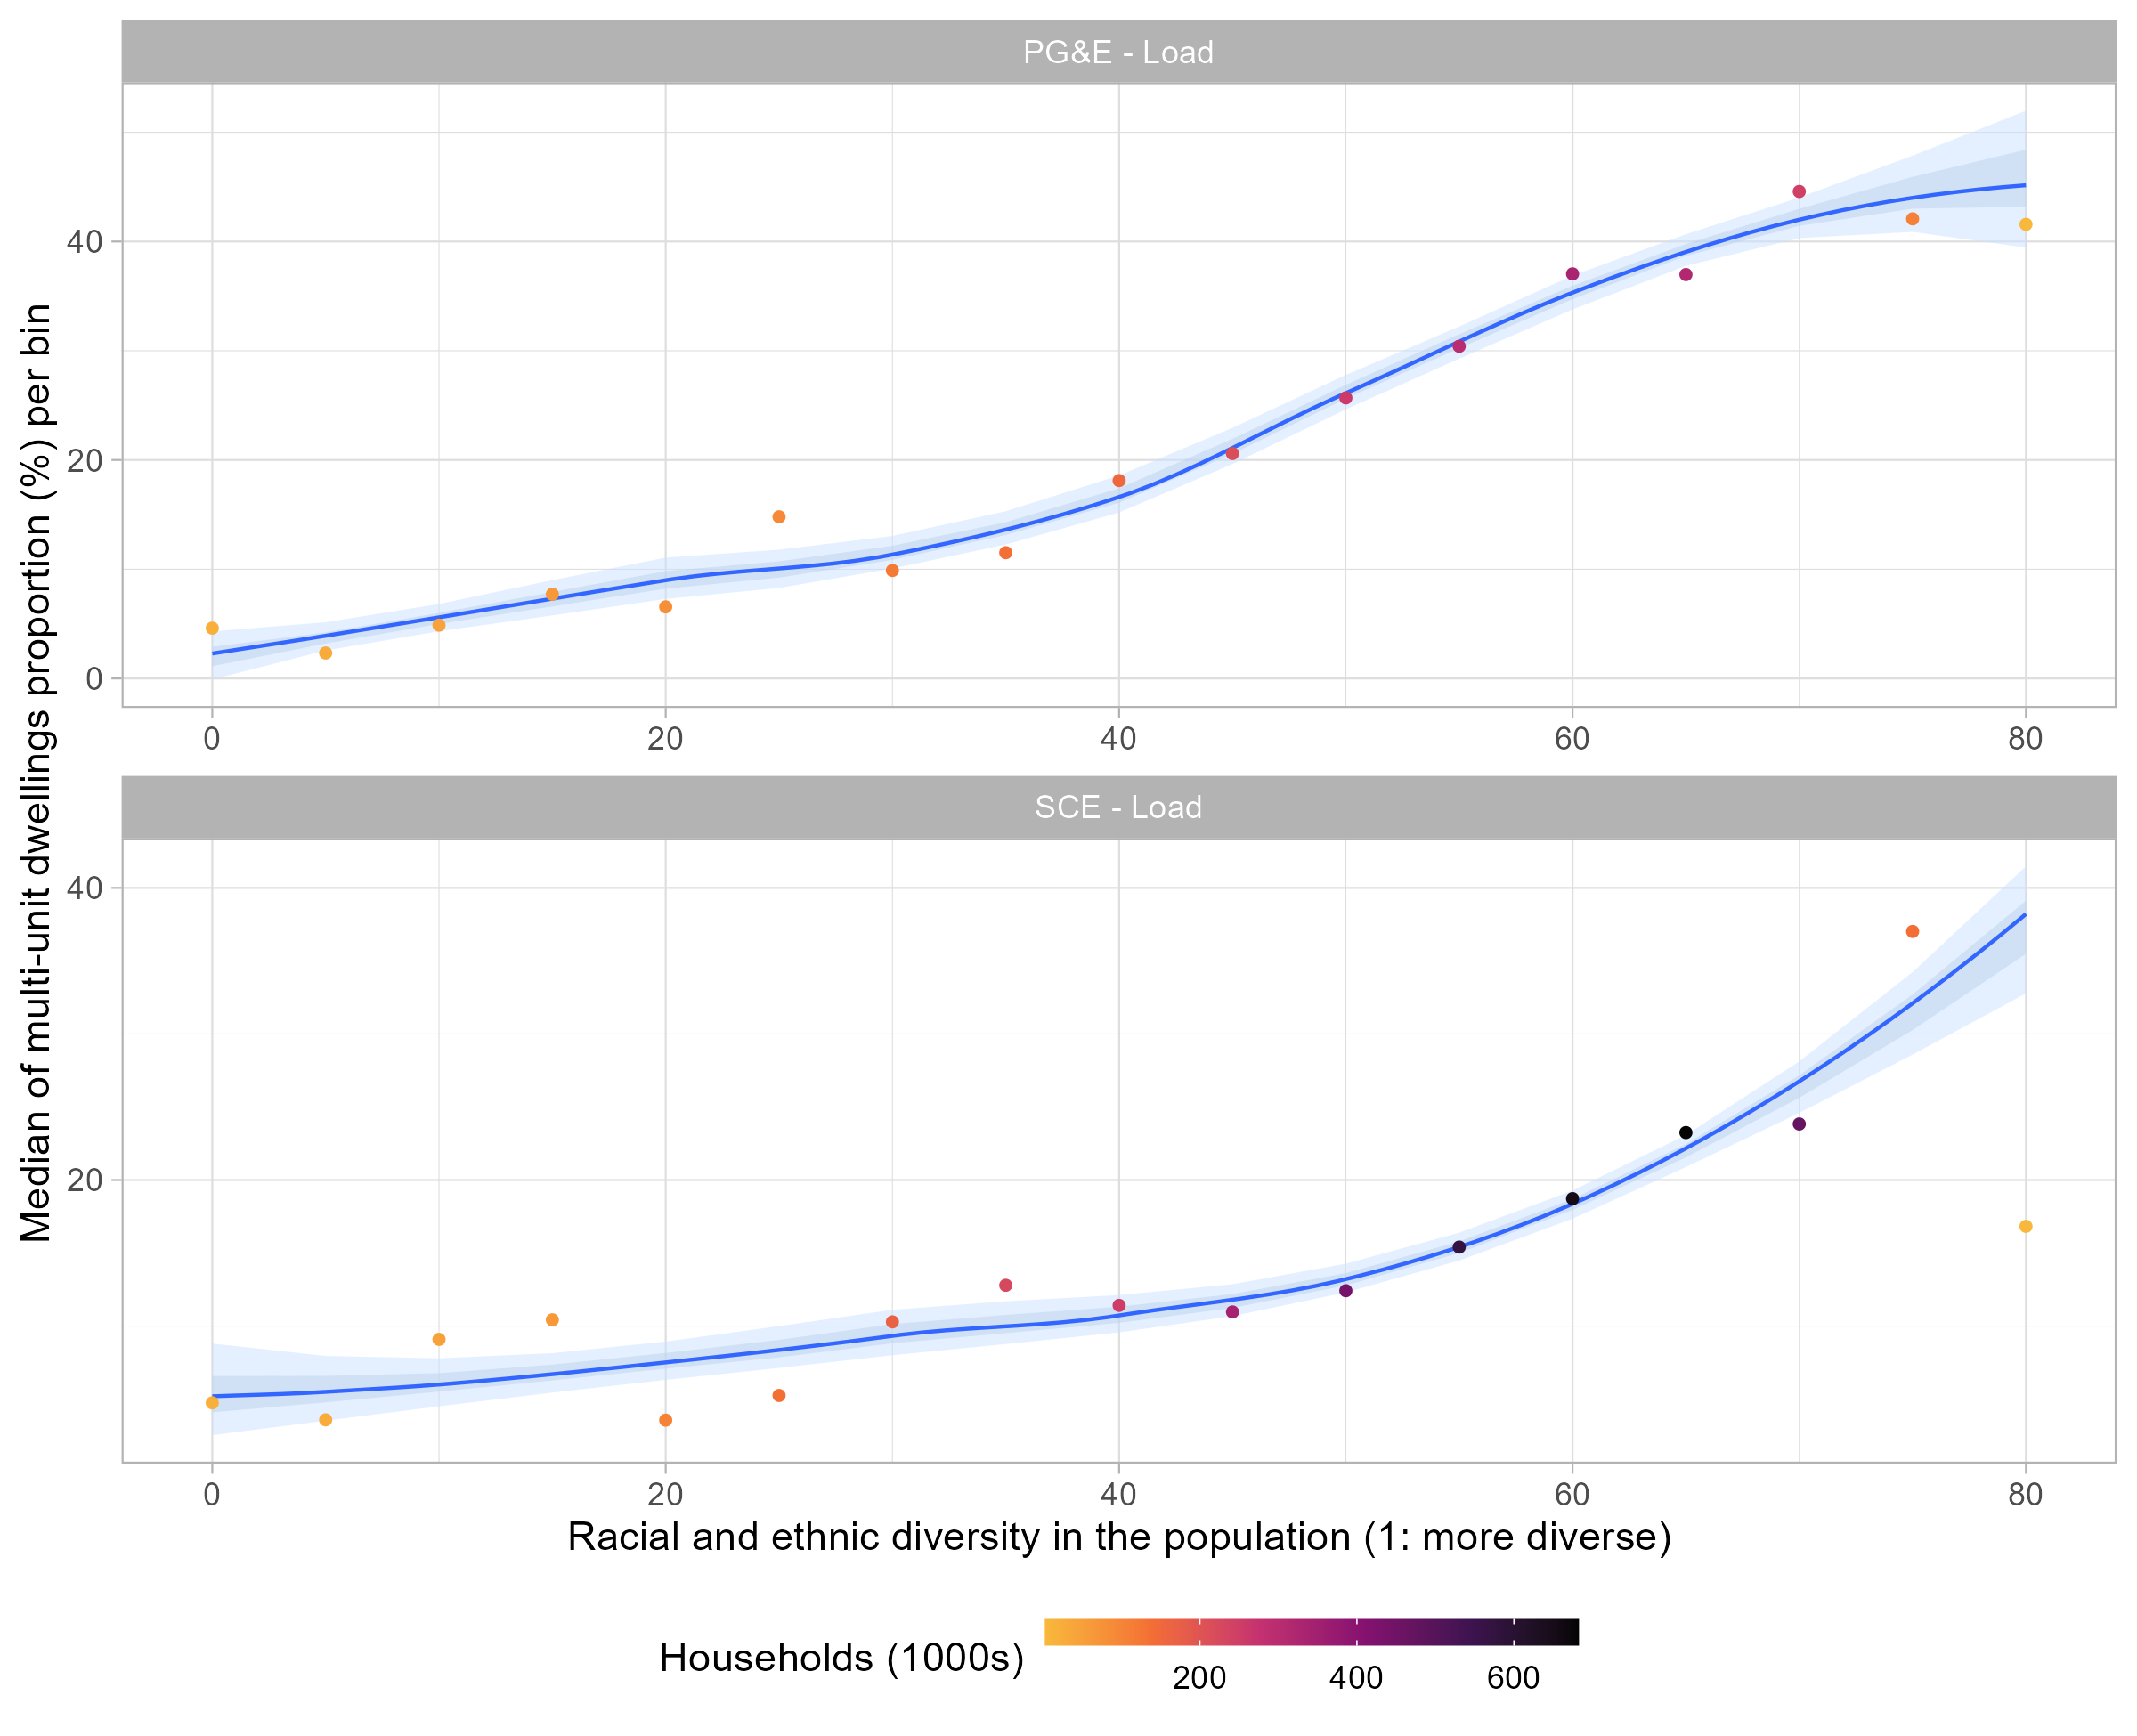 PG&E - Load
40
20
0
0 20 40 60 80
SCE - Load
40
20
0 20 40 60 80
Median of multi-unit dwellings proportion (%) per bin
Racial and ethnic diversity in the population (1: more diverse)
Households (1000s)
200 400 600